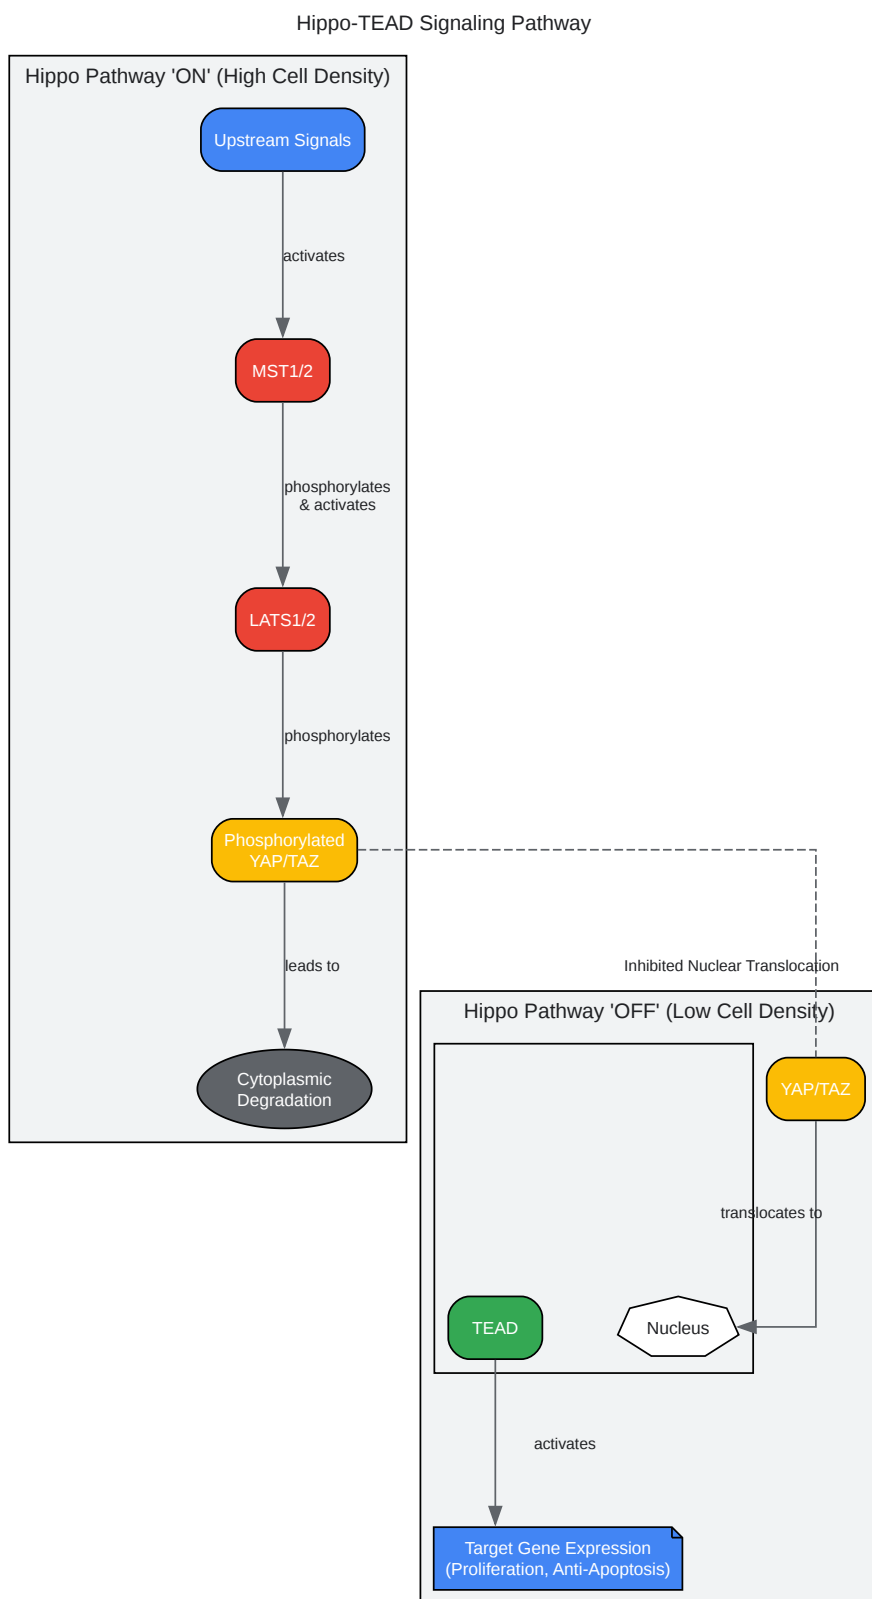 Hippo-TEAD Signaling Pathway
Hippo Pathway 'ON' (High Cell Density)
Upstream Signals
activates
MST1/2
phosphorylates
& activates
LATS1/2
phosphorylates
Phosphorylated
YAP/TAZ
leads to
Cytoplasmic
Degradation
Inhibited Nuclear Translocation
Hippo Pathway 'OFF' (Low Cell Density)
YAP/TAZ
translocates to
TEAD
Nucleus
activates
Target Gene Expression
(Proliferation, Anti-Apoptosis)